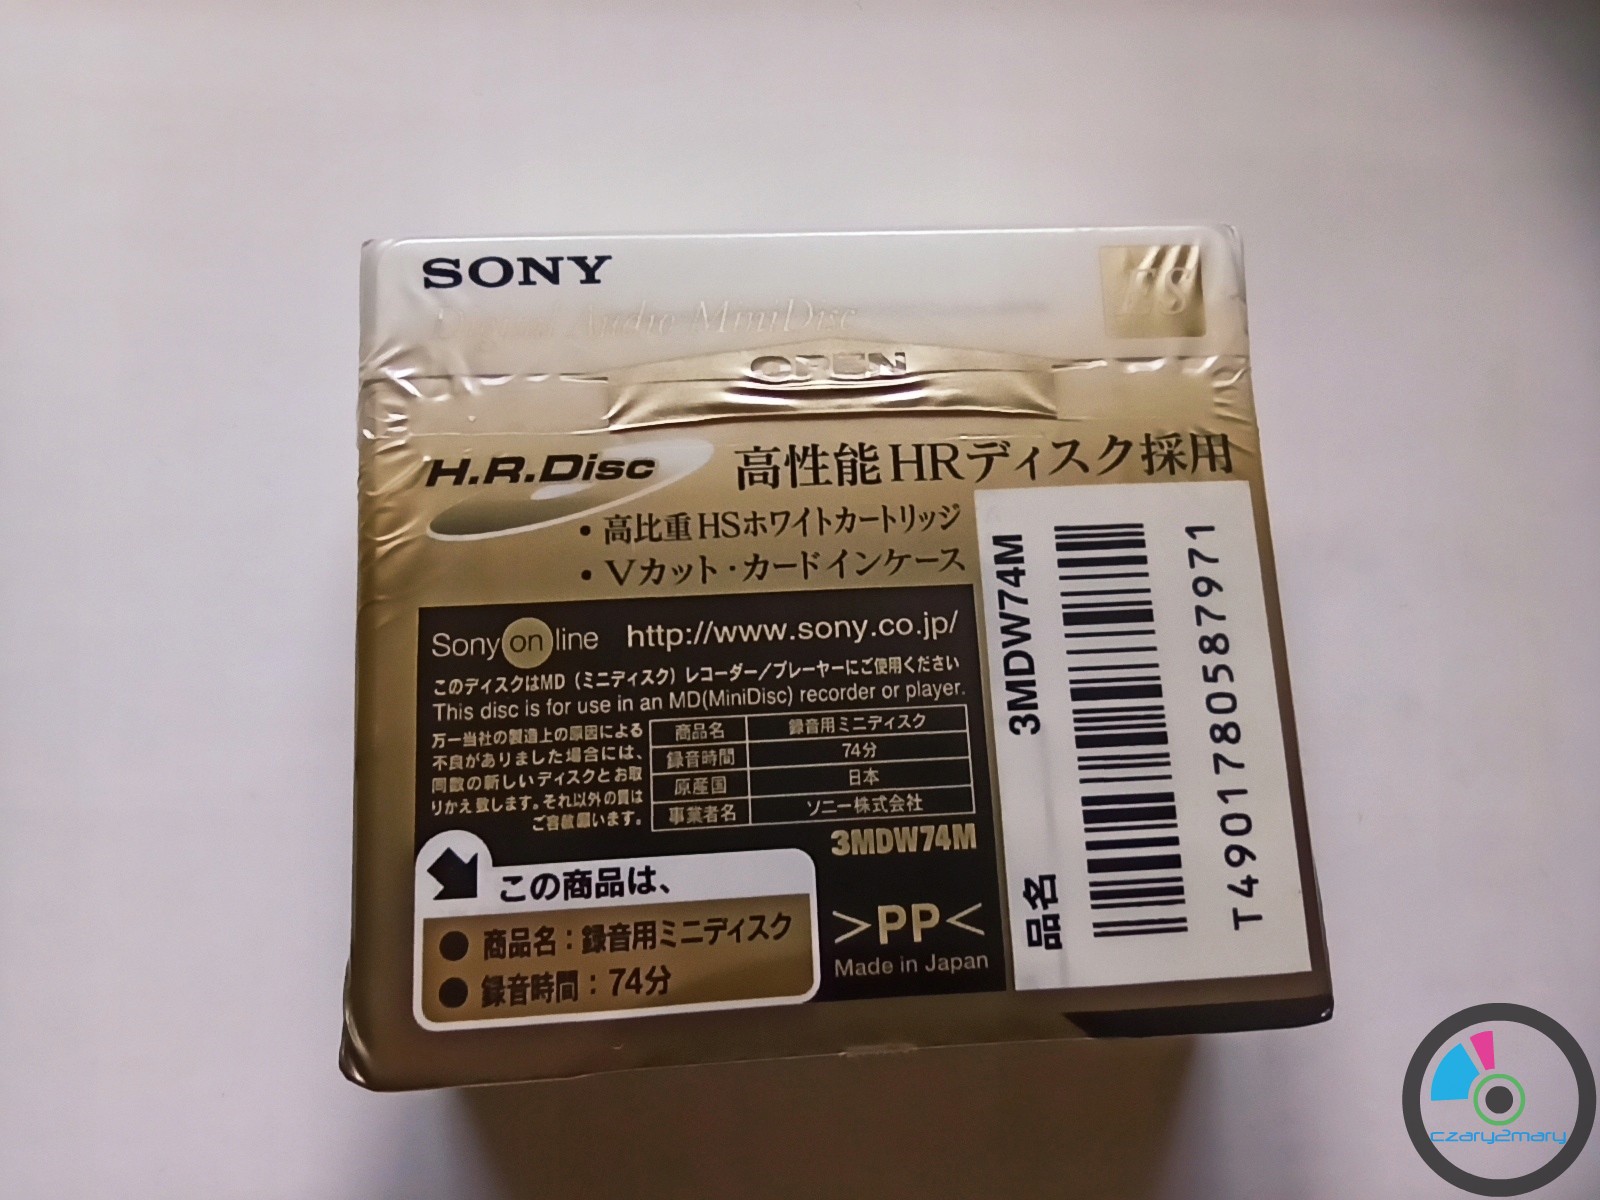 SONY
ES
Digital Audio MiniDisc
OPEN
H.R.Disc
高性能HRディスク採用
・高比重HSホワイトカートリッジ
・Vカット・カードインケース
Sony on line http://www.sony.co.jp/
このディスクはMD（ミニディスク）レコーダー／プレーヤーにご使用ください
This disc is for use in an MD(MiniDisc) recorder or player.
万一当社の製造上の原因による
不良がありました場合には、
同数の新しいディスクとお取
りかえ致します。それ以外の責は
ご容赦願います。
商品名 録音用ミニディスク
録音時間 74分
原産国 日本
事業者名 ソニー株式会社
3MDW74M
>PP<
Made in Japan
この商品は、
● 商品名：録音用ミニディスク
● 録音時間：74分
品名 3MDW74M
T4901780587971
czary2mary